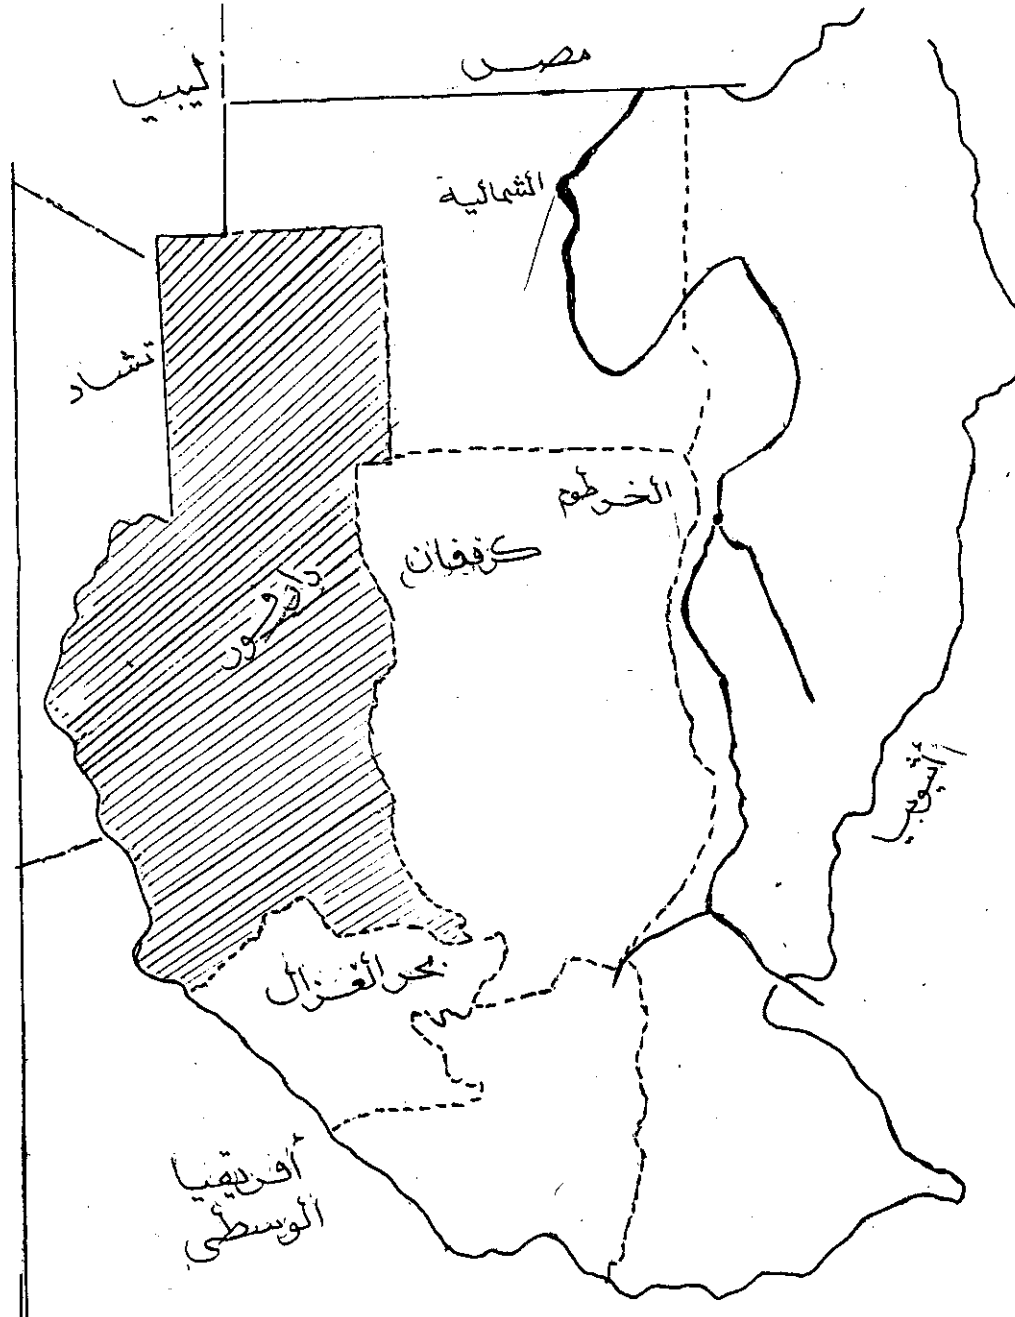 مصر
ليبيا
الشمالية
تشاد
الخرطوم
كردفان
دارفور
أثيوبيا
بحر الغزال
أفريقيا
الوسطى